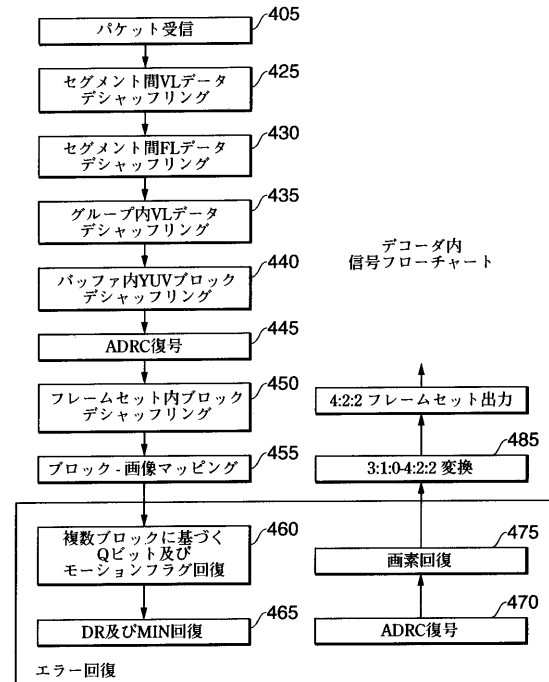 パケット受信
405
セグメント間VLデータ
デシャッフリング
425
セグメント間FLデータ
デシャッフリング
430
グループ内VLデータ
デシャッフリング
435
バッファ内YUVブロック
デシャッフリング
440
ADRC復号
445
フレームセット内ブロック
デシャッフリング
450
ブロック-画像マッピング
455
複数ブロックに基づく
Qビット及び
モーションフラグ回復
460
DR及びMIN回復
465
エラー回復
デコーダ内
信号フローチャート
4:2:2 フレームセット出力
3:1:0-4:2:2 変換
485
画素回復
475
ADRC復号
470